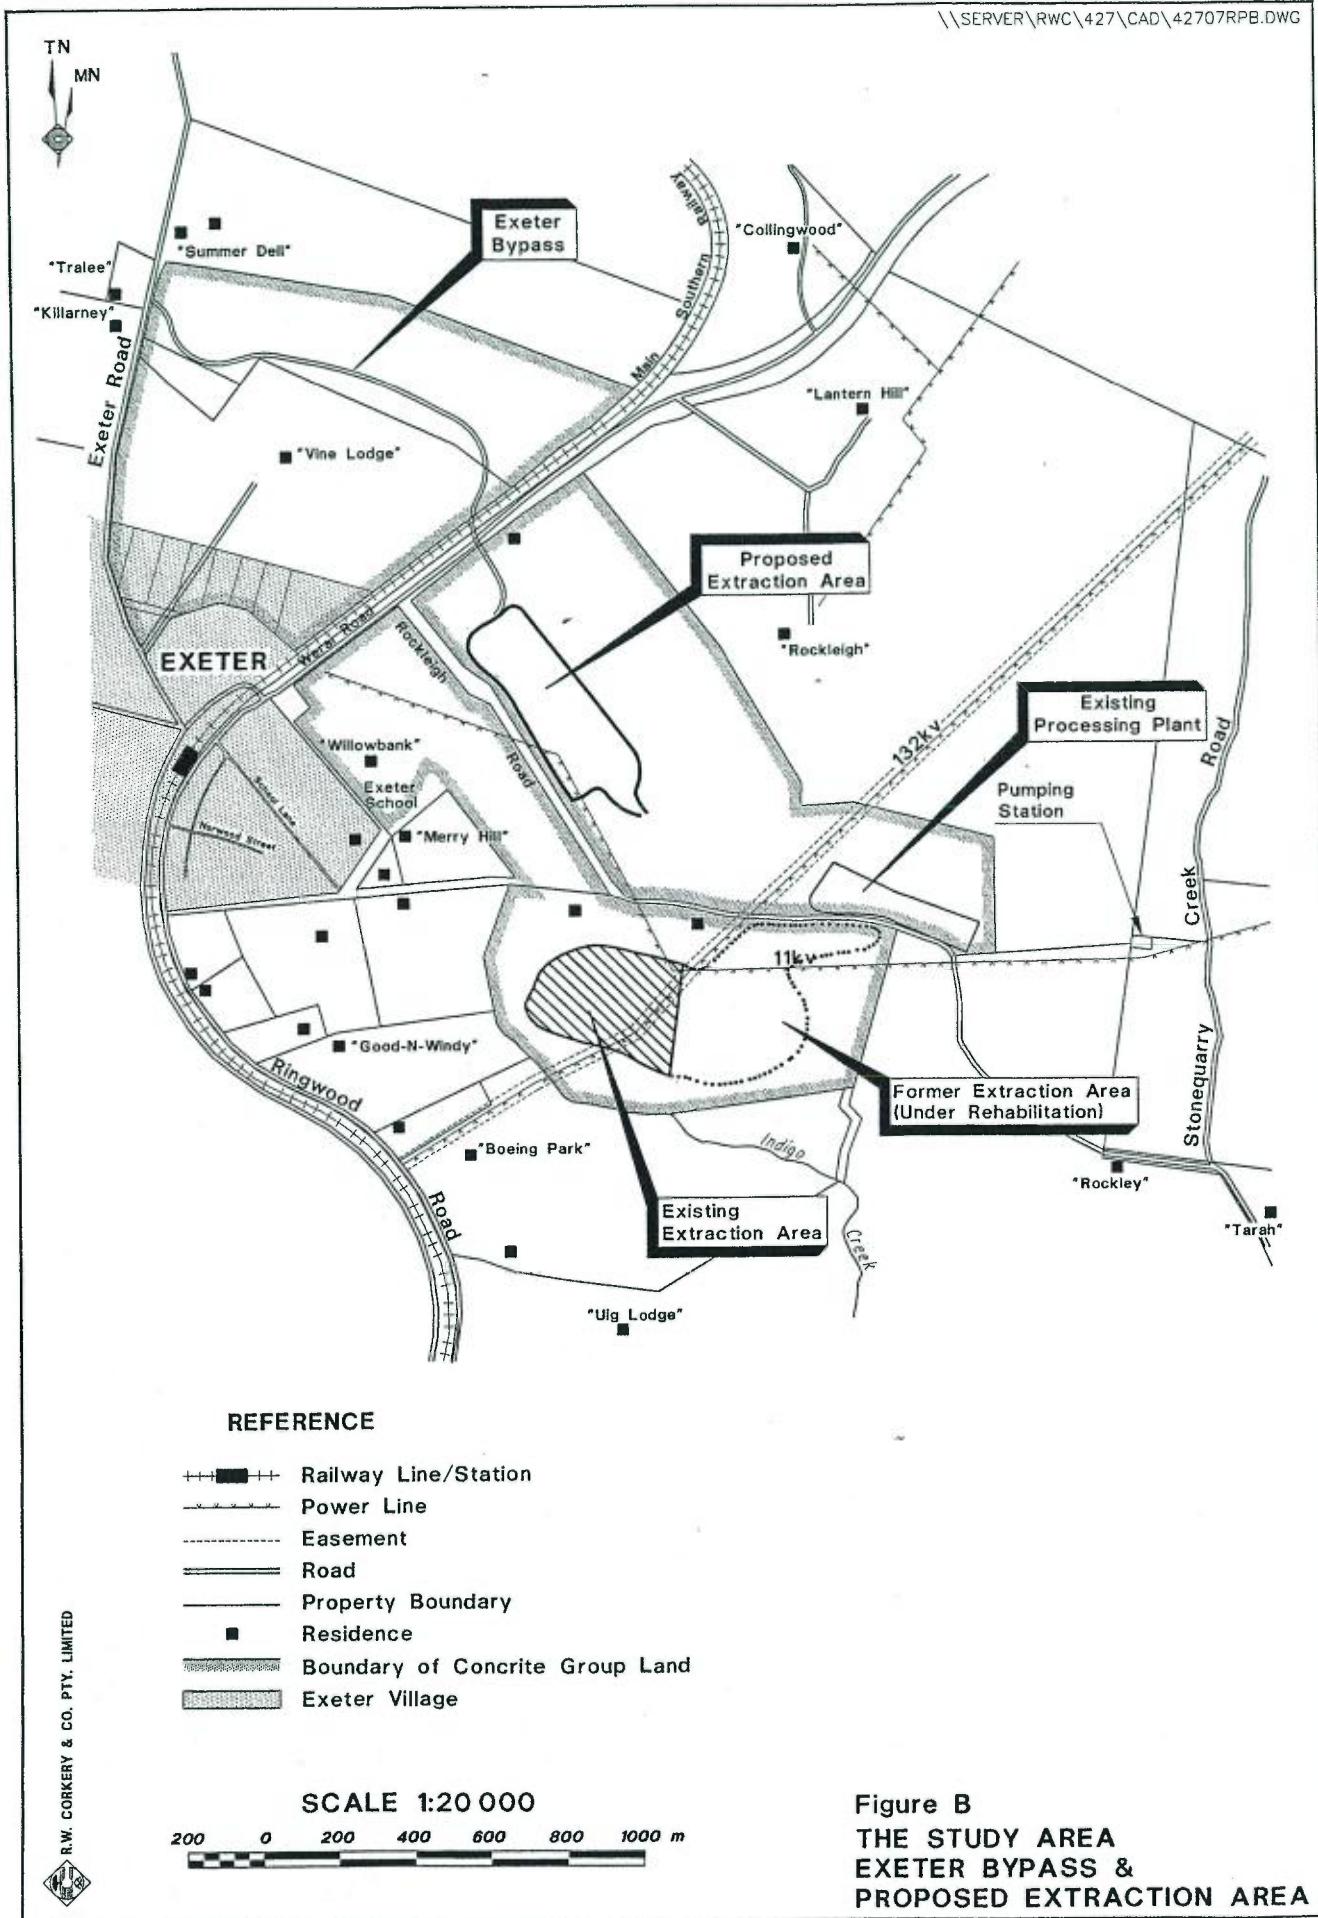 \\SERVER\RWC\427\CAD\42707RPB.DWG
TN
MN
Exeter
Bypass
Railway
"Collingwood"
"Summer Dell"
"Tralee"
"Killarney"
Southern
Main
Exeter Road
"Lantern Hill"
"Vine Lodge"
Proposed
Extraction Area
Weral Road
Rockleigh
Road
EXETER
"Rockleigh"
Existing
Processing Plant
132kv
Road
"Willowbank"
Exeter
School
School Lane
Norwood Street
"Merry Hill"
Pumping
Station
Creek
11kv
Stonequarry
"Good-N-Windy"
Ringwood
Former Extraction Area
(Under Rehabilitation)
Indigo
"Boeing Park"
"Rockley"
Road
Existing
Extraction Area
Creek
"Tarah"
"Uig Lodge"
REFERENCE
Railway Line/Station
Power Line
Easement
Road
Property Boundary
Residence
Boundary of Concrite Group Land
Exeter Village
R.W. CORKERY & CO. PTY. LIMITED
SCALE 1:20 000
200 0 200 400 600 800 1000 m
Figure B
THE STUDY AREA
EXETER BYPASS &
PROPOSED EXTRACTION AREA